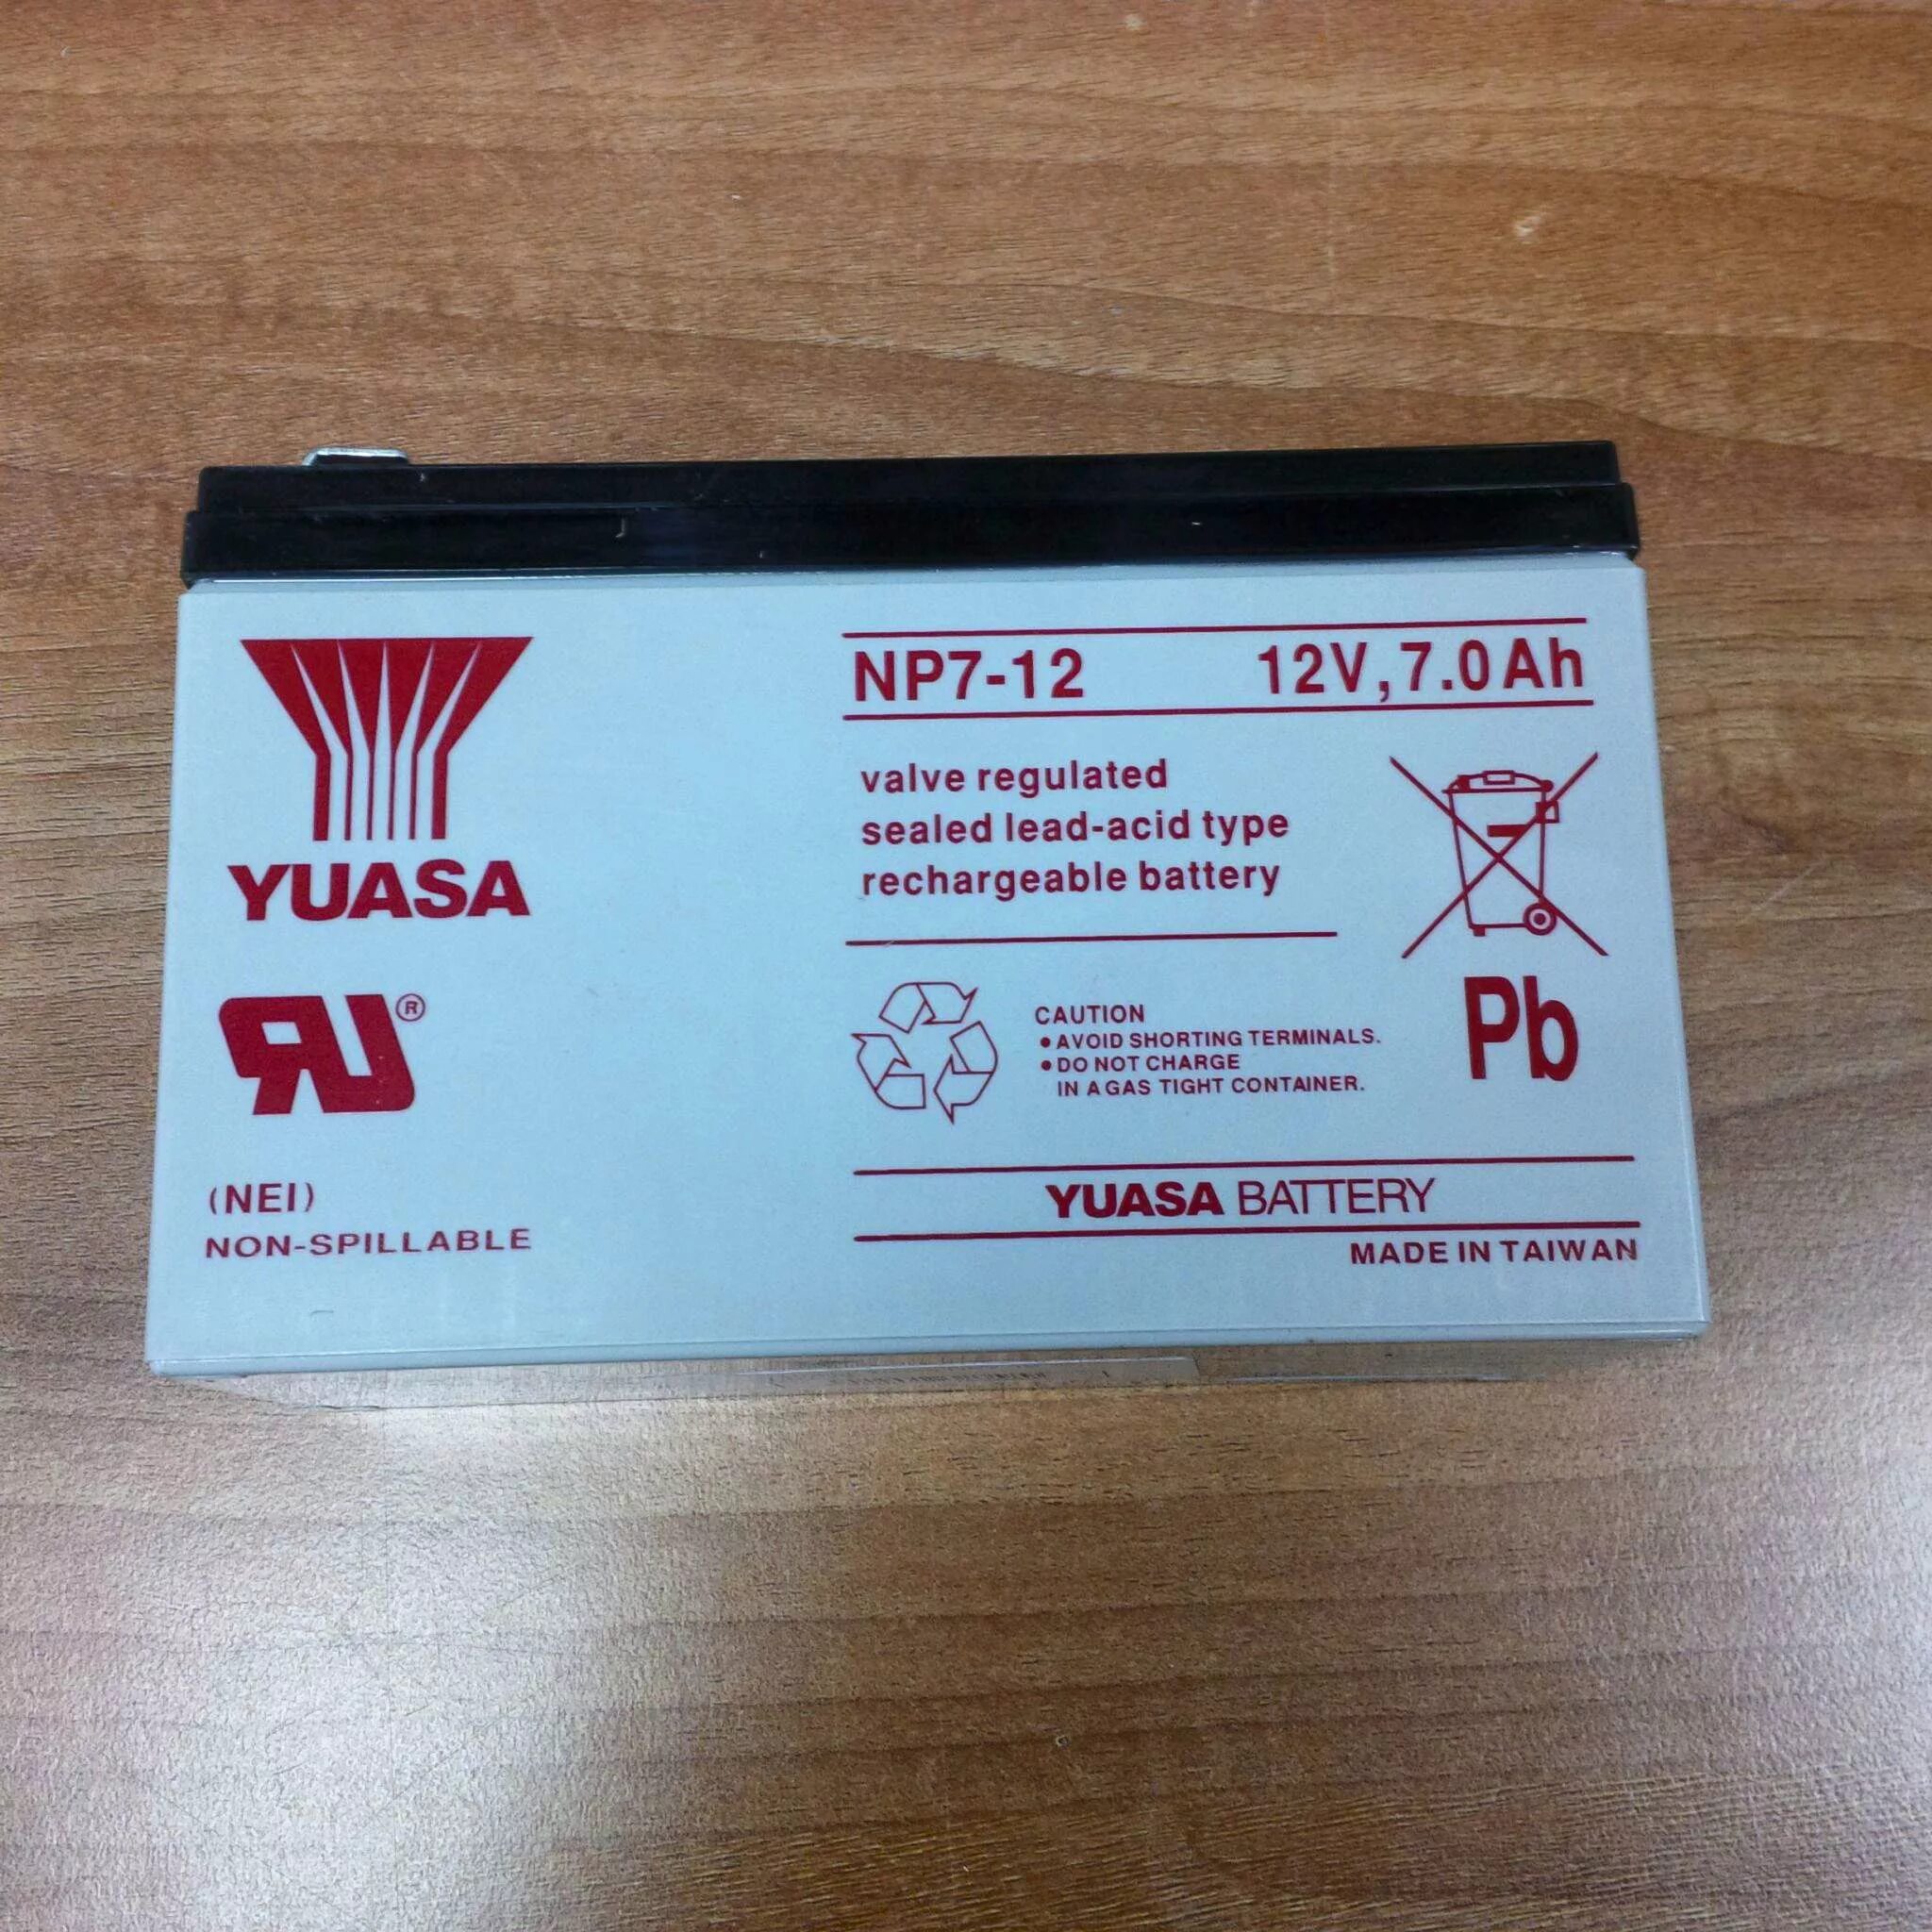 NP7-12 12V,7.0Ah
valve regulated
sealed lead-acid type
rechargeable battery
YUASA
®
CAUTION
• AVOID SHORTING TERMINALS.
• DO NOT CHARGE
IN A GAS TIGHT CONTAINER.
Pb
(NEI)
NON-SPILLABLE
YUASA BATTERY
MADE IN TAIWAN